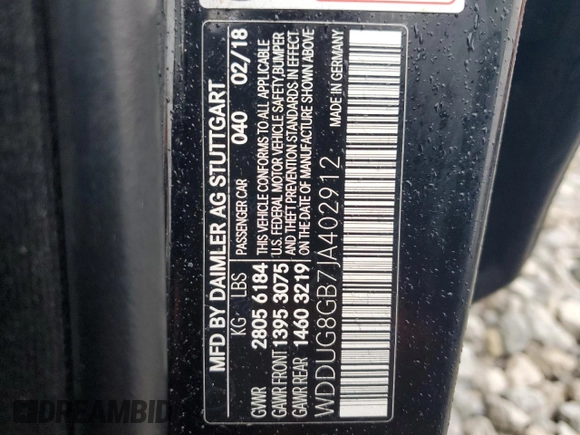 MFD BY DAIMLER AG STUTTGART
KG LBS PASSENGER CAR 040 02/18
GVWR 2805 6184 THIS VEHICLE CONFORMS TO ALL APPLICABLE
GAWR FRONT 1395 3075 U.S. FEDERAL MOTOR VEHICLE SAFETY, BUMPER
GAWR REAR 1460 3219 AND THEFT PREVENTION STANDARDS IN EFFECT
ON THE DATE OF MANUFACTURE SHOWN ABOVE
WDDUG8GB7JA402912 MADE IN GERMANY
DREAMBID